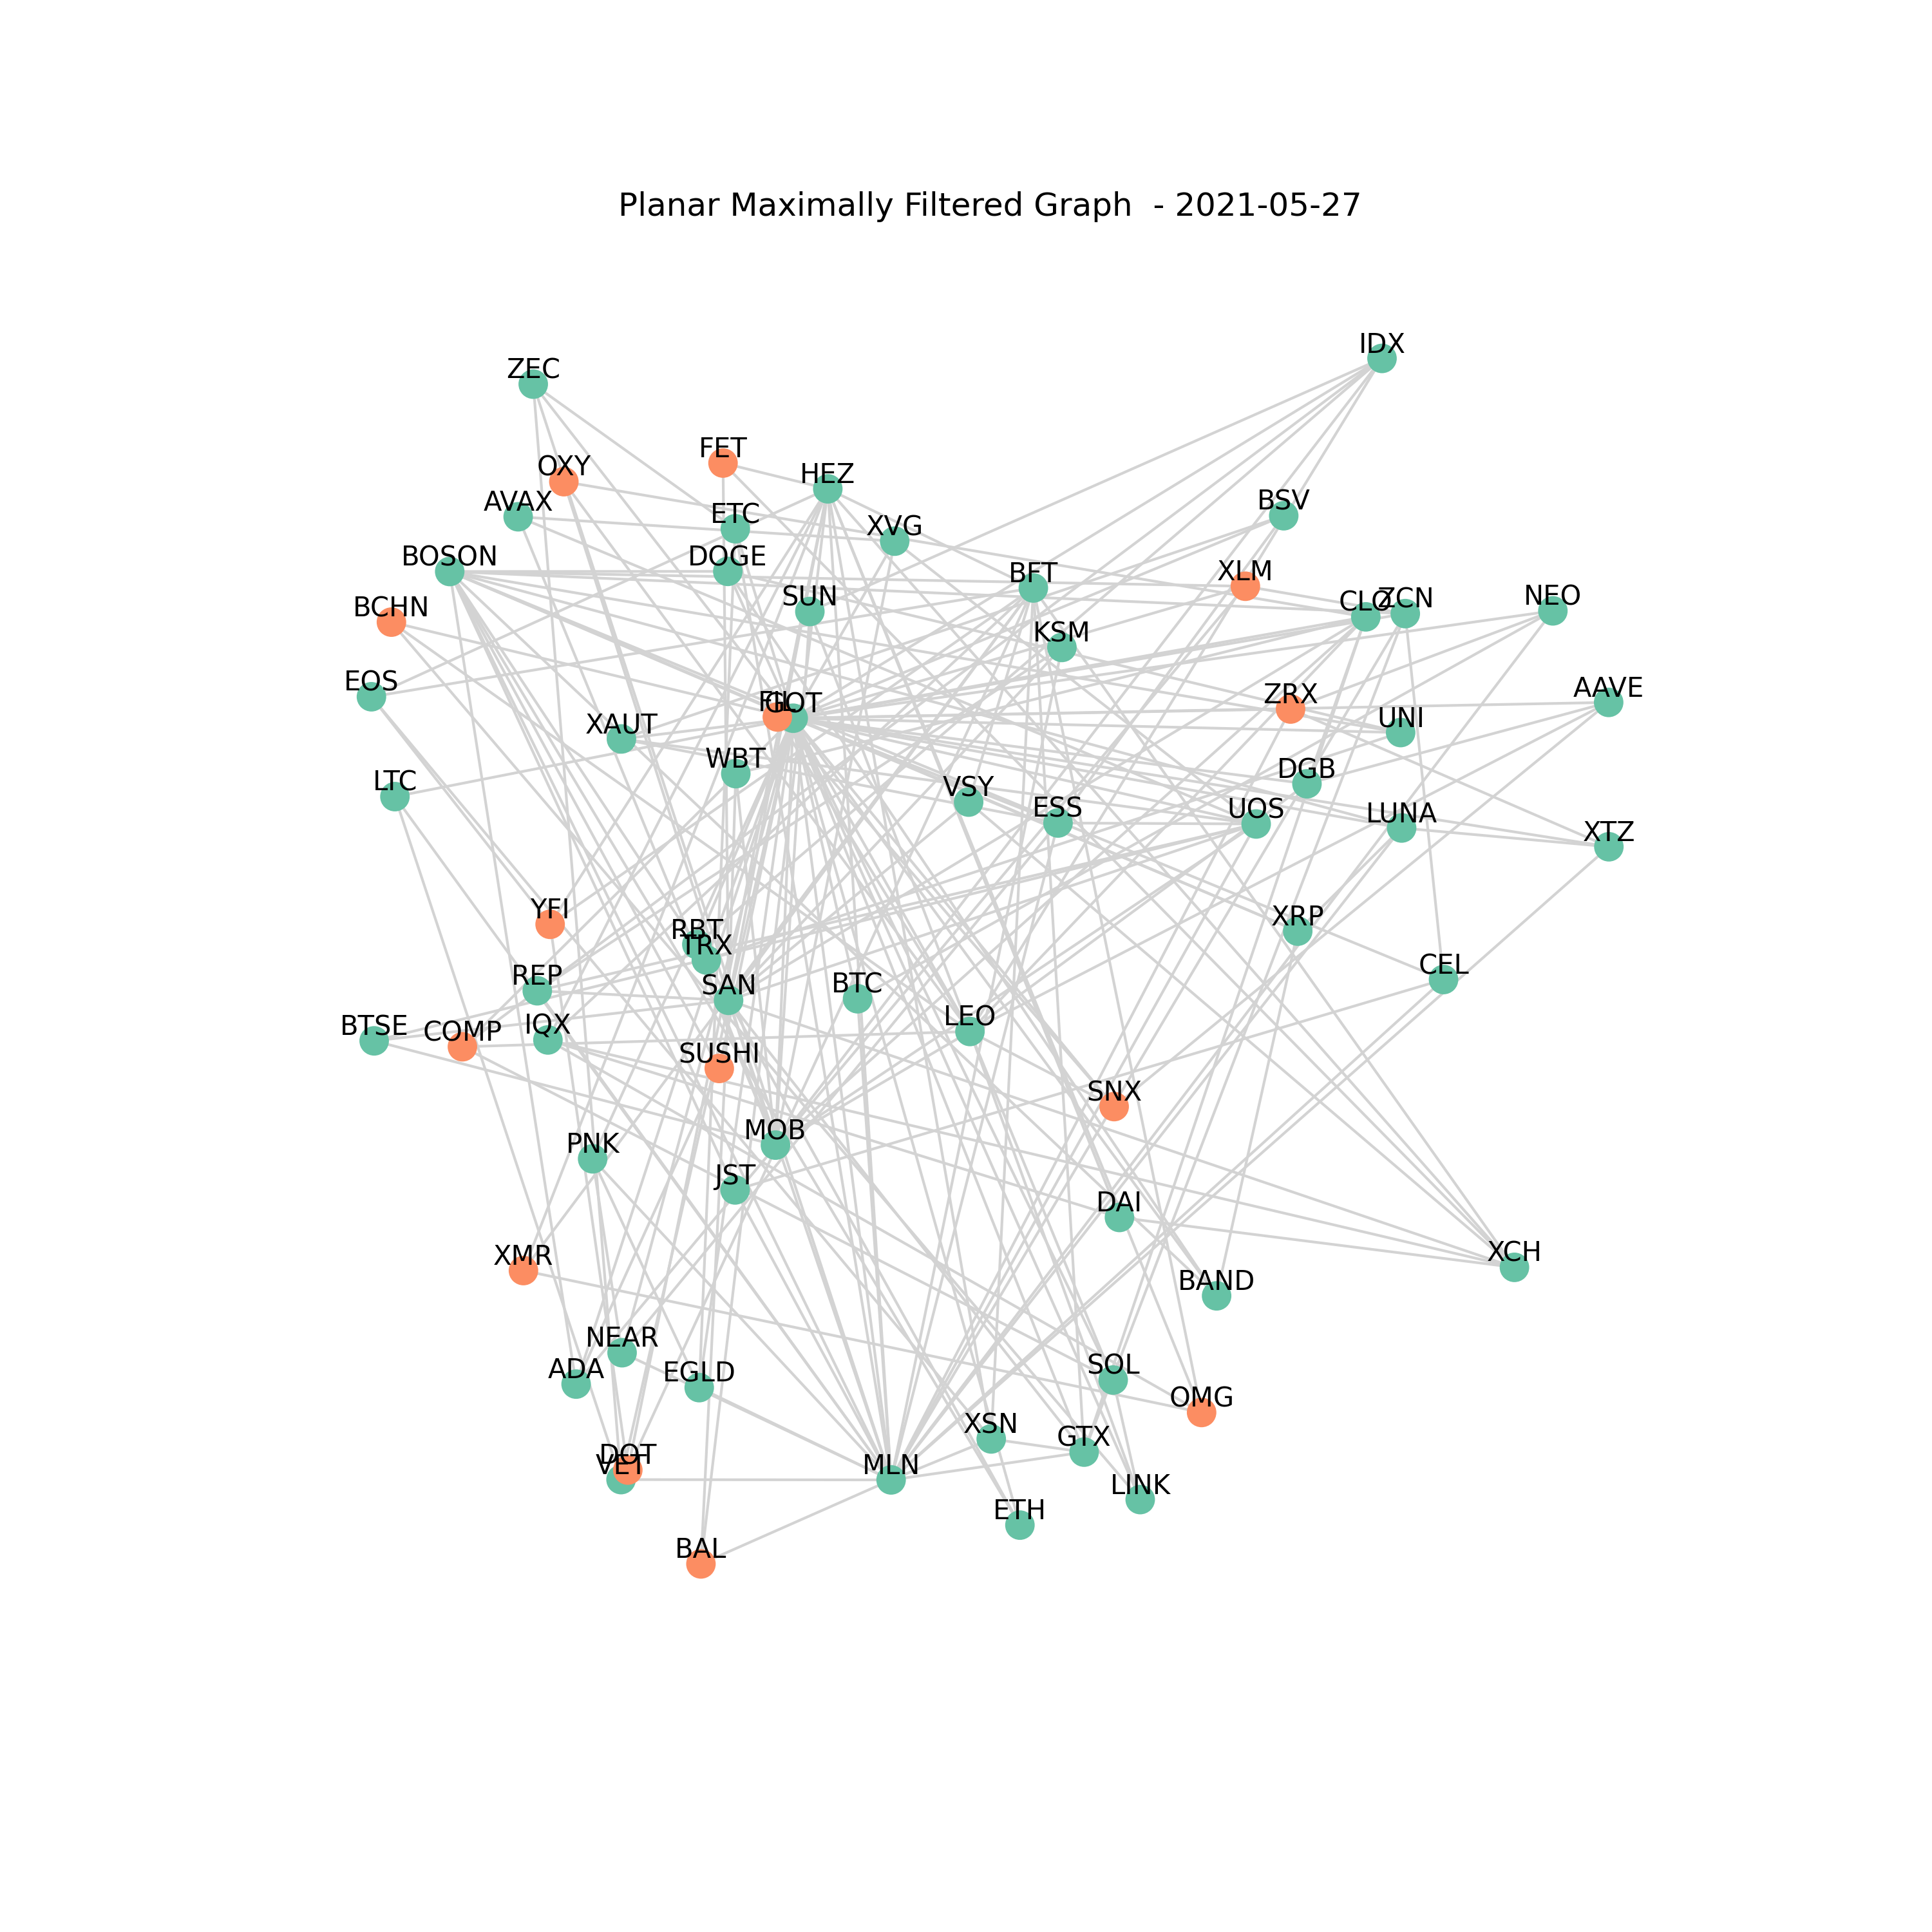 Planar Maximally Filtered Graph  - 2021-05-27
IDX
ZEC
FET
OXY
HEZ
AVAX
BSV
ETC
XVG
BOSON
DOGE
BFT
XLM
BCHN
SUN
CLO
ZCN
NEO
KSM
EOS
XAUT
FIL
GOT
ZRX
AAVE
UNI
WBT
LTC
VSY
DGB
ESS
UOS
LUNA
XTZ
YFI
RBT
XRP
TRX
REP
SAN
BTC
CEL
BTSE
COMP
IQX
LEO
SUSHI
SNX
PNK
MOB
JST
DAI
XMR
BAND
XCH
NEAR
ADA
EGLD
SOL
OMG
XSN
GTX
DOT
VET
MLN
LINK
ETH
BAL